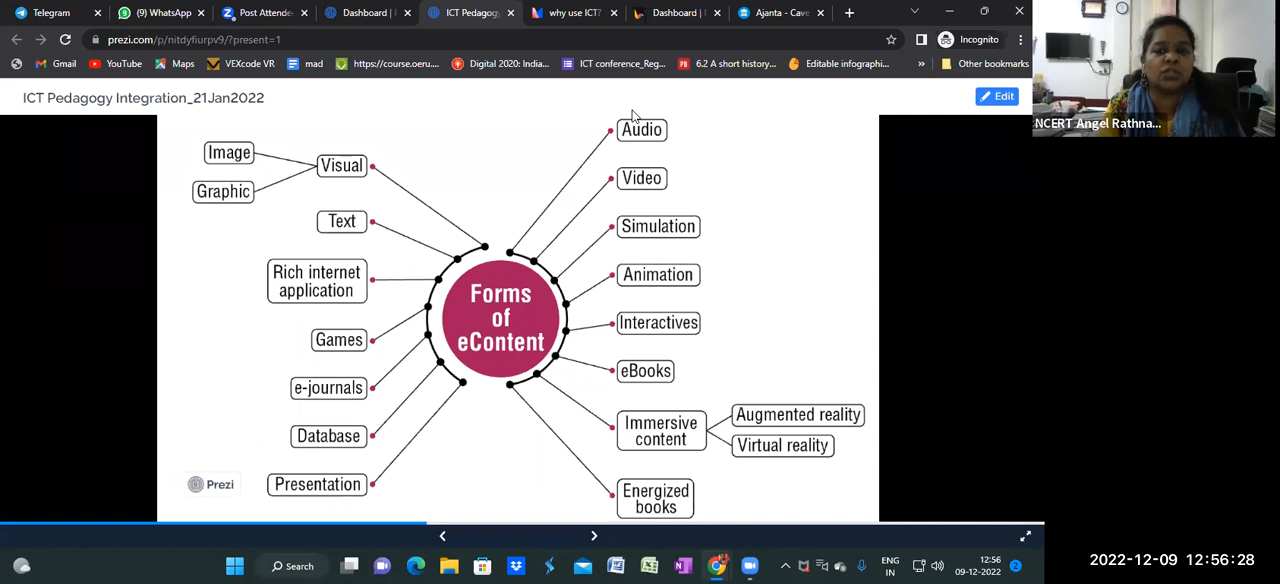 Telegram
(9) WhatsApp
Post Attende
Dashboard |
ICT Pedagog
why use ICT?
Dashboard |
Ajanta - Cav
prezi.com/p/nitdyfiurpv9/?present=1
Incognito
Gmail
YouTube
Maps
VEXcode VR
mad
https://course.oeru....
Digital 2020: India...
ICT conference_Reg...
6.2 A short history...
Editable infographi...
»
Other bookmarks
ICT Pedagogy Integration_21Jan2022
Edit
NCERT Angel Rathna...
Image
Graphic
Visual
Text
Rich internet
application
Games
e-journals
Database
Presentation
Forms
of
eContent
Audio
Video
Simulation
Animation
Interactives
eBooks
Immersive
content
Augmented reality
Virtual reality
Energized
books
Prezi
Search
ENG
IN
12:56
09-12-2022
2
2022-12-09 12:56:28